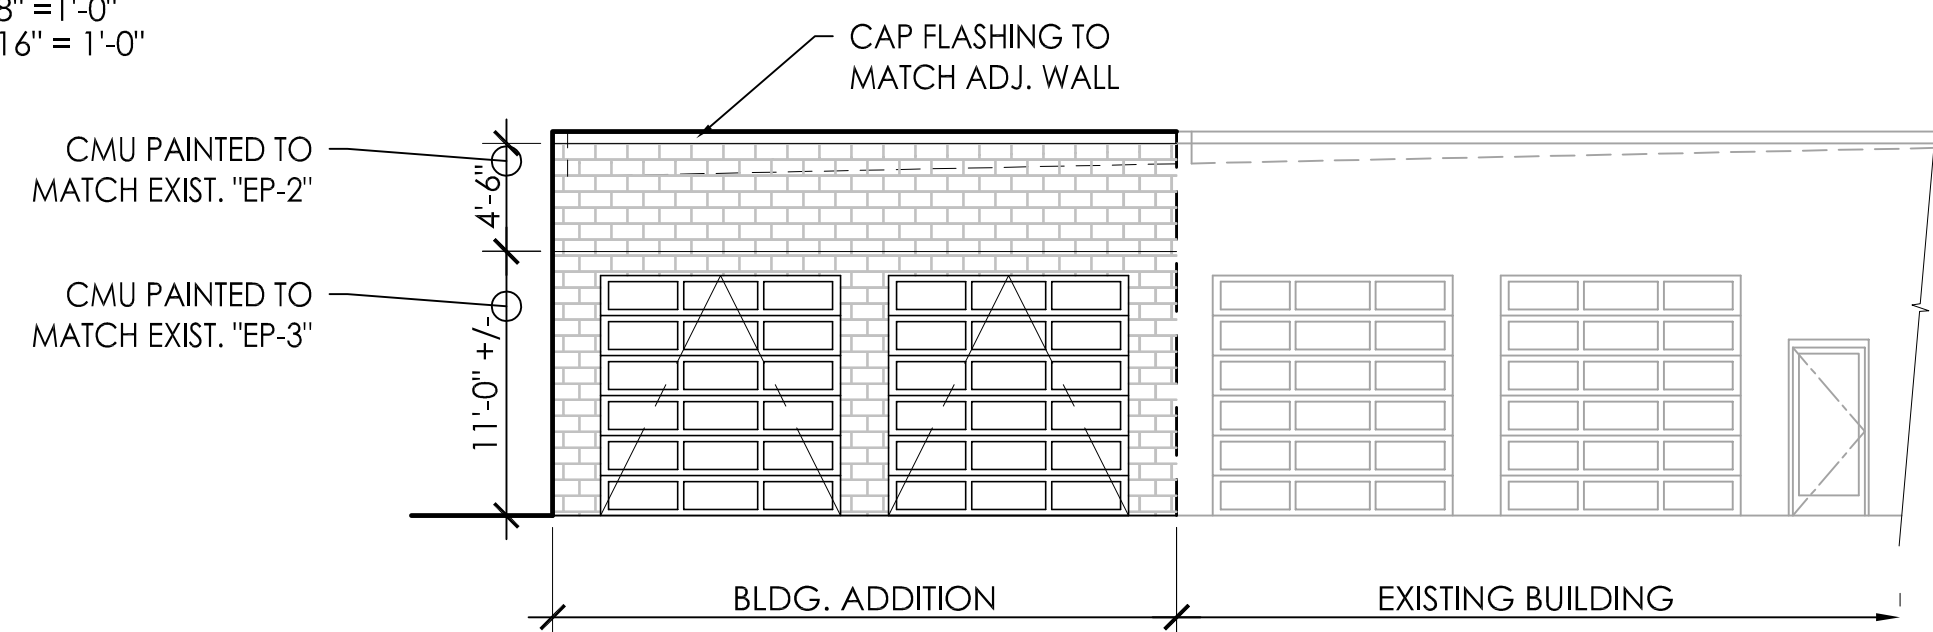 8" =1'-0"
16" = 1'-0"
CAP FLASHING TO
MATCH ADJ. WALL
CMU PAINTED TO
MATCH EXIST. "EP-2"
4'-6"
CMU PAINTED TO
MATCH EXIST. "EP-3"
11'-0" +/-
BLDG. ADDITION
EXISTING BUILDING